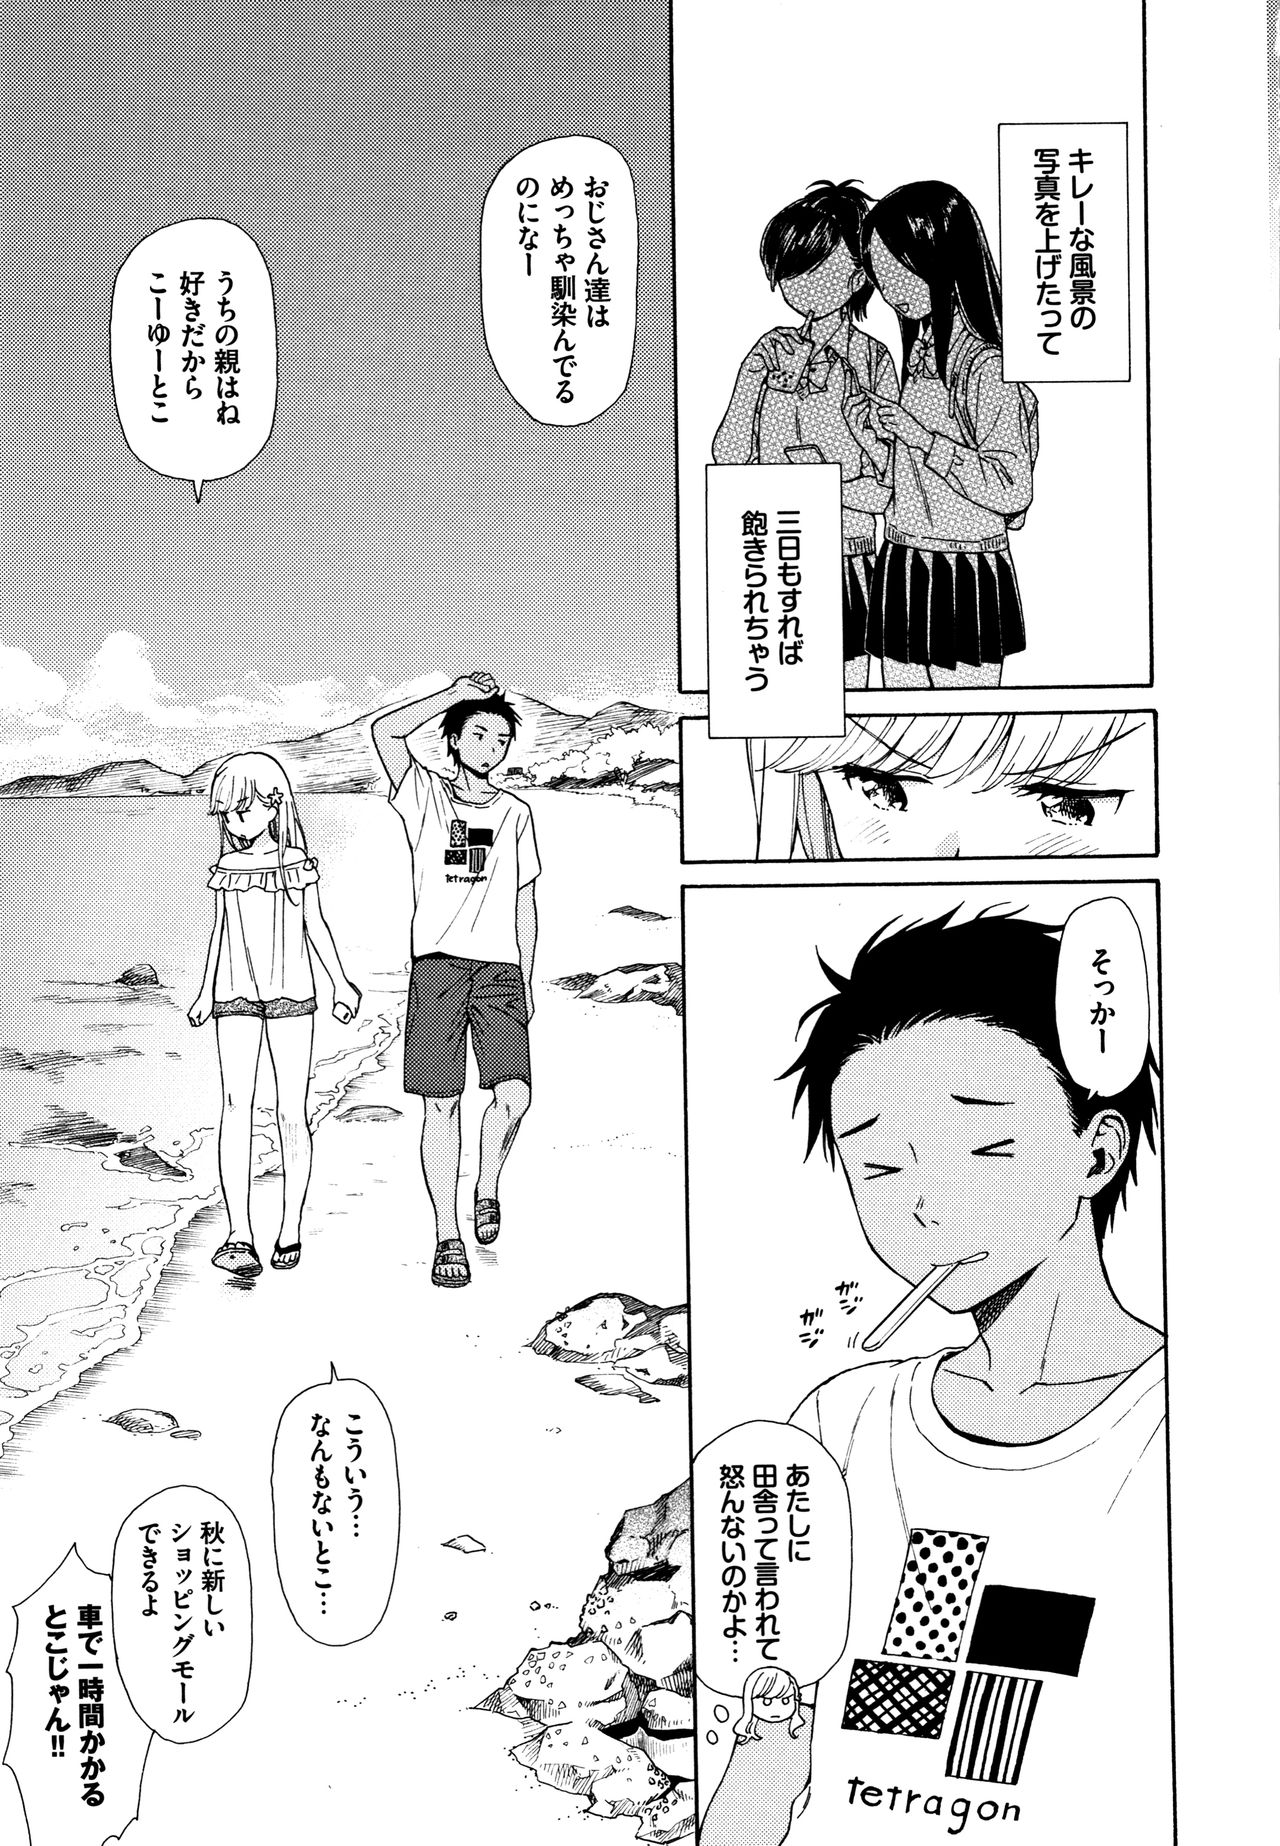 キレーな風景の
写真を上げたって
三日もすれば
飽きられちゃう
そっかー
ガジ
ガジ
あたしに
田舎って言われて
怒んないのかよ…
tetragon
おじさん達は
めっちゃ馴染んでる
のになー
うちの親はね
好きだから
こーゆーとこ
tetragon
こういう…
なんもないとこ…
秋に新しい
ショッピングモール
できるよ
車で一時間かかる
とこじゃん!!